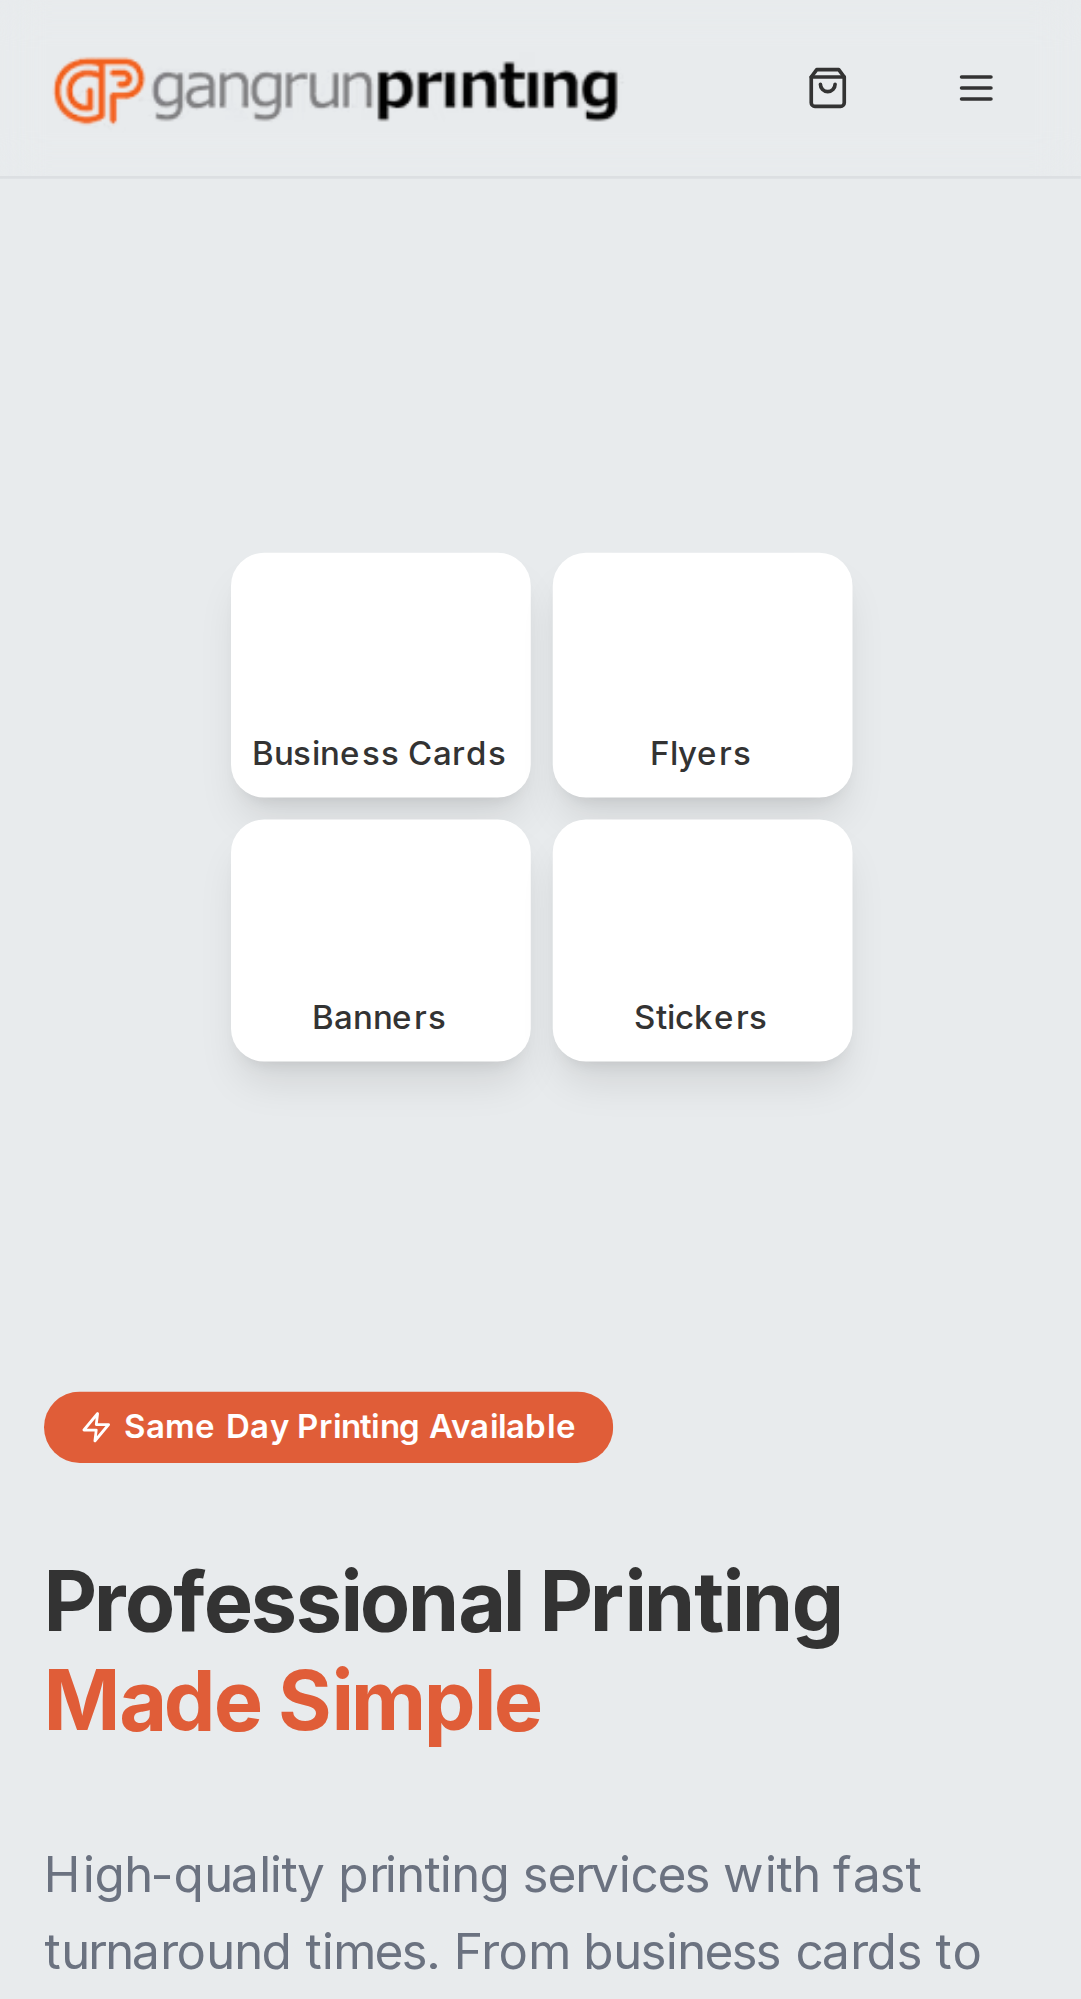 GP gangrunprinting
Business Cards
Flyers
Banners
Stickers
Same Day Printing Available
Professional Printing
Made Simple
High-quality printing services with fast
turnaround times. From business cards to